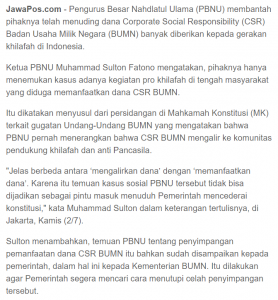 JawaPos.com - Pengurus Besar Nahdlatul Ulama (PBNU) membantah
pihaknya telah menuding dana Corporate Social Responsibility (CSR)
Badan Usaha Milik Negara (BUMN) banyak diberikan kepada gerakan
khilafah di Indonesia.
Ketua PBNU Muhammad Sulton Fatono mengatakan, pihaknya hanya
menemukan kasus adanya kegiatan pro khilafah di tengah masyarakat
yang diduga memanfaatkan dana CSR BUMN.
Itu dikatakan menyusul dari persidangan di Mahkamah Konstitusi (MK)
terkait gugatan Undang-Undang BUMN yang mengatakan bahwa
PBNU pernah menerangkan bahwa CSR BUMN mengalir ke komunitas
pendukung khilafah dan anti Pancasila.
"Jelas berbeda antara 'mengalirkan dana' dengan 'memanfaatkan
dana'. Karena itu temuan kasus sosial PBNU tersebut tidak bisa
dijadikan sebagai pintu masuk menuduh Pemerintah mencederai
konstitusi," kata Muhammad Sulton dalam keterangan tertulisnya, di
Jakarta, Kamis (2/7).
Sulton menambahkan, temuan PBNU tentang penyimpangan
pemanfaatan dana CSR BUMN itu bahkan sudah disampaikan kepada
pemerintah, dalam hal ini kepada Kementerian BUMN. Itu dilakukan
agar Pemerintah segera mencari cara menutupi celah penyimpangan
tersebut.